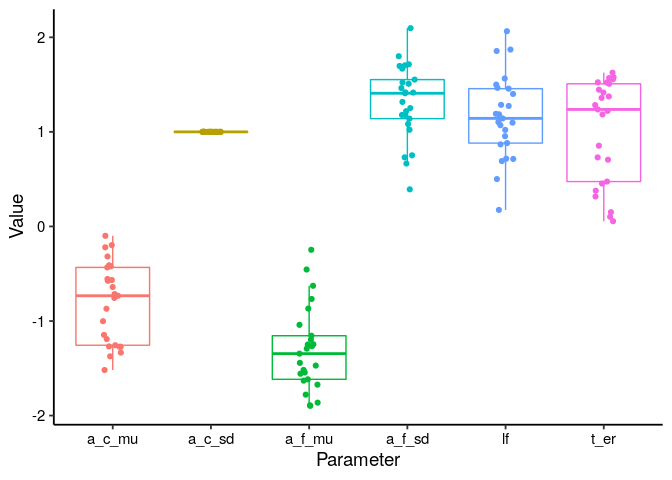 Value
2
1
0
-1
-2
a_c_mu
a_c_sd
a_f_mu
a_f_sd
lf
t_er
Parameter